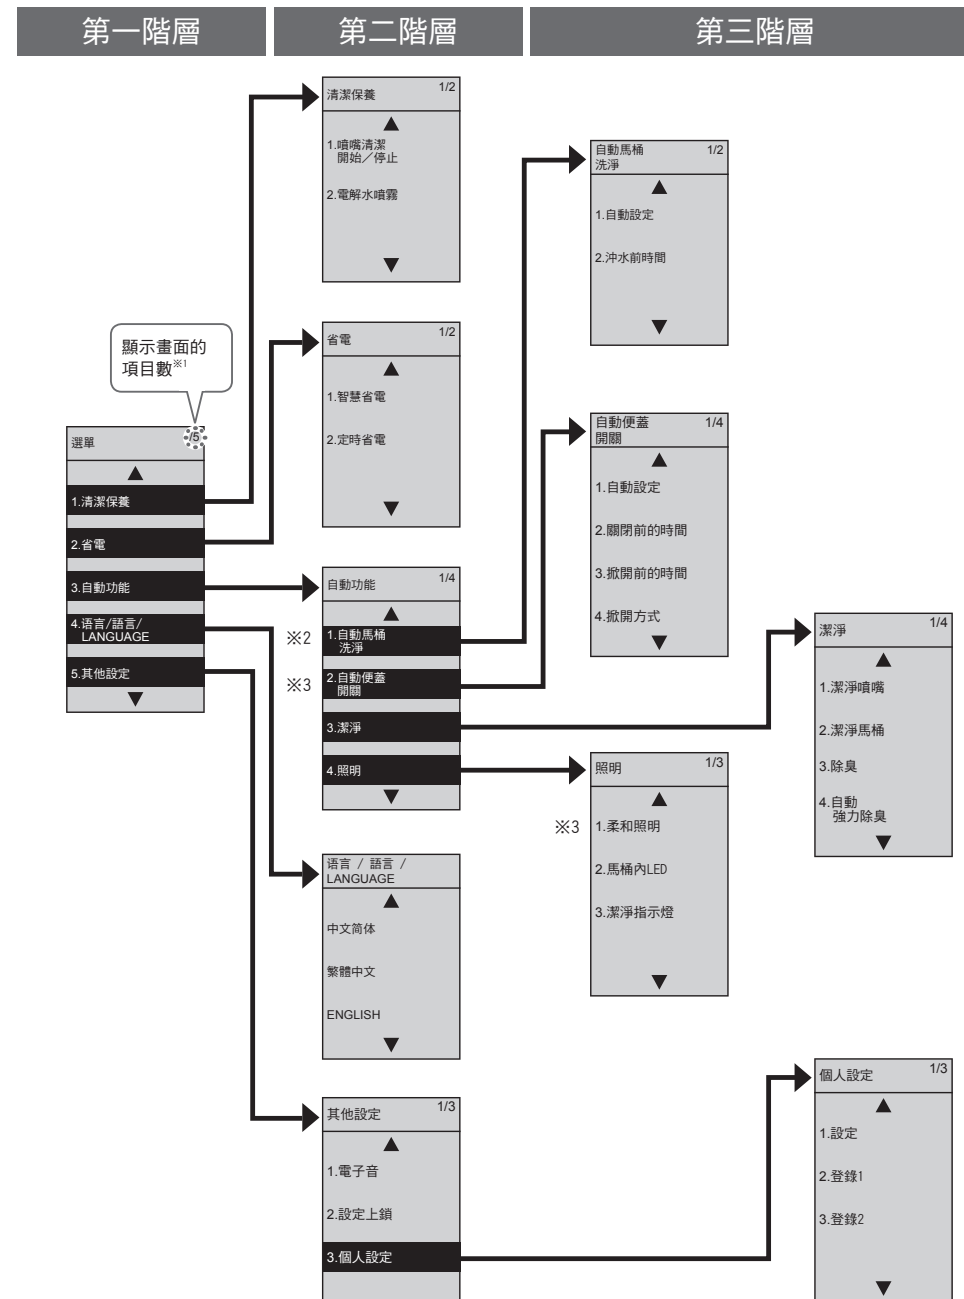 第一階層
第二階層
第三階層
顯示畫面的
項目數※1
選單
/5
1.清潔保養
2.省電
3.自動功能
4.语言/語言/
LANGUAGE
5.其他設定
清潔保養
1/2
1.噴嘴清潔
開始／停止
2.電解水噴霧
省電
1/2
1.智慧省電
2.定時省電
自動功能
1/4
※2
1.自動馬桶
洗淨
※3
2.自動便蓋
開關
3.潔淨
4.照明
语言 / 語言 /
LANGUAGE
中文简体
繁體中文
ENGLISH
其他設定
1/3
1.電子音
2.設定上鎖
3.個人設定
自動馬桶
洗淨
1/2
1.自動設定
2.沖水前時間
自動便蓋
開關
1/4
1.自動設定
2.關閉前的時間
3.掀開前的時間
4.掀開方式
潔淨
1/4
1.潔淨噴嘴
2.潔淨馬桶
3.除臭
4.自動
強力除臭
照明
1/3
※3
1.柔和照明
2.馬桶內LED
3.潔淨指示燈
個人設定
1/3
1.設定
2.登錄1
3.登錄2